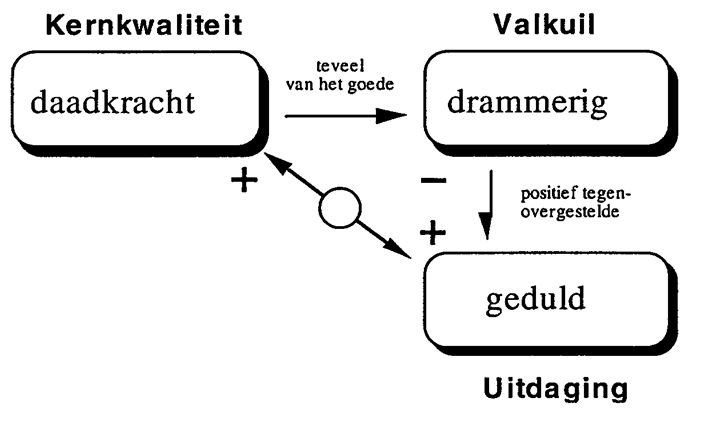 Kernkwaliteit
Valkuil
daadkracht
teveel
van het goede
drammerig
+
−
positief tegen-
overgestelde
+
geduld
Uitdaging